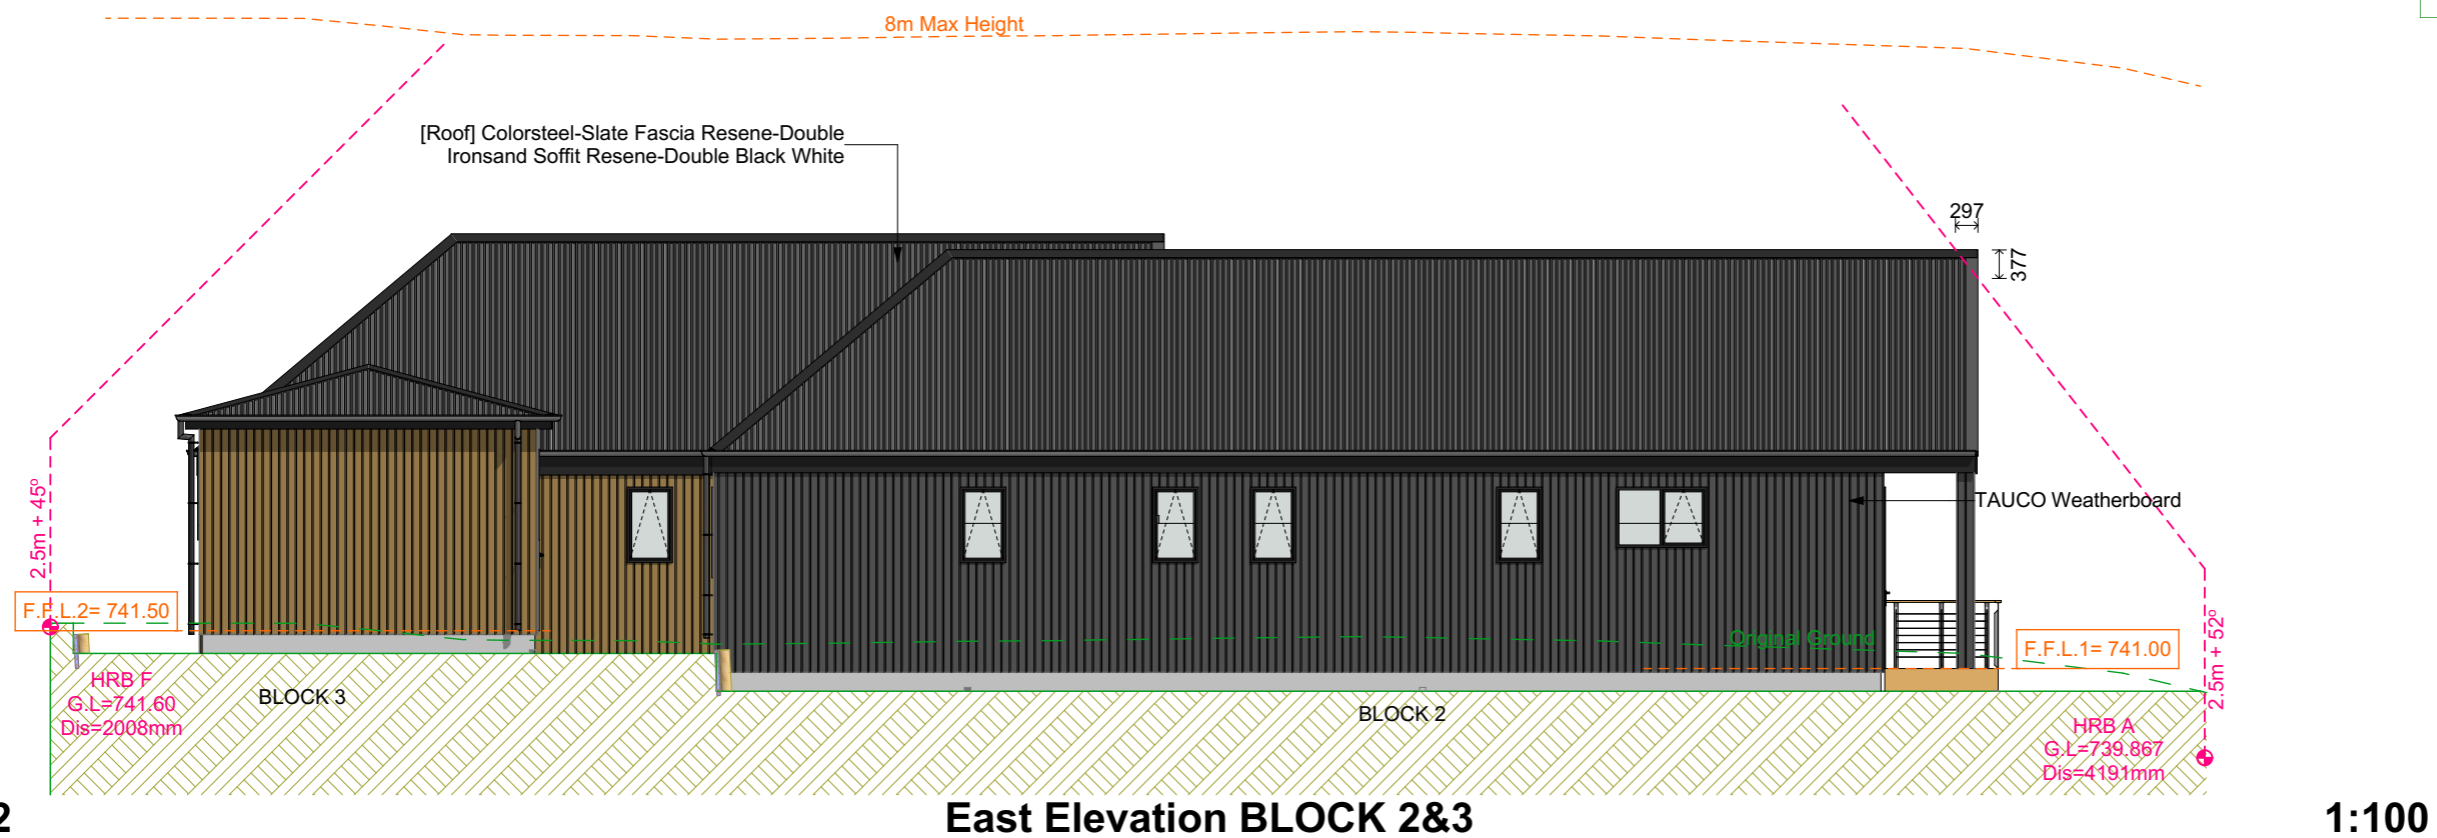 8m Max Height
[Roof] Colorsteel-Slate Fascia Resene-Double
Ironsand Soffit Resene-Double Black White
297
377
2.5m + 45º
TAUCO Weatherboard
F.F.L.2= 741.50
Original Ground
F.F.L.1= 741.00
2.5m + 52º
HRB F
G.L=741.60
Dis=2008mm
BLOCK 3
BLOCK 2
HRB A
G.L=739.867
Dis=4191mm
2
East Elevation BLOCK 2&3
1:100